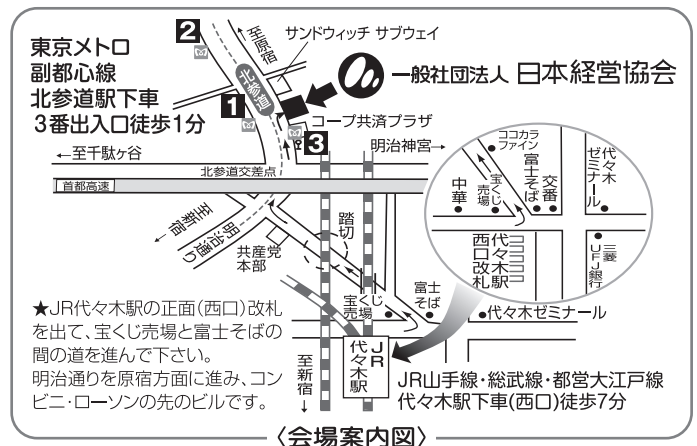 東京メトロ
副都心線
北参道駅下車
3番出入口徒歩1分
2
至原宿→
サンドウィッチ サブウェイ
北参道
1
一般社団法人 日本経営協会
コープ共済プラザ
3
←至千駄ヶ谷
明治神宮→
北参道交差点
首都高速
←至新宿
明治通り
共産党
本部
踏切
宝くじ
売場
富士
そば
代々木ゼミナール
JR
代々木駅
至新宿↓
ココカラ
ファイン
中華
宝くじ
売場
富士そば
交番
代々木
ゼミナール
代々木駅
西口改札
三菱
UFJ銀行
★JR代々木駅の正面(西口)改札
を出て、宝くじ売場と富士そばの
間の道を進んで下さい。
明治通りを原宿方面に進み、コン
ビニ・ローソンの先のビルです。
JR山手線・総武線・都営大江戸線
代々木駅下車(西口)徒歩7分
〈会場案内図〉